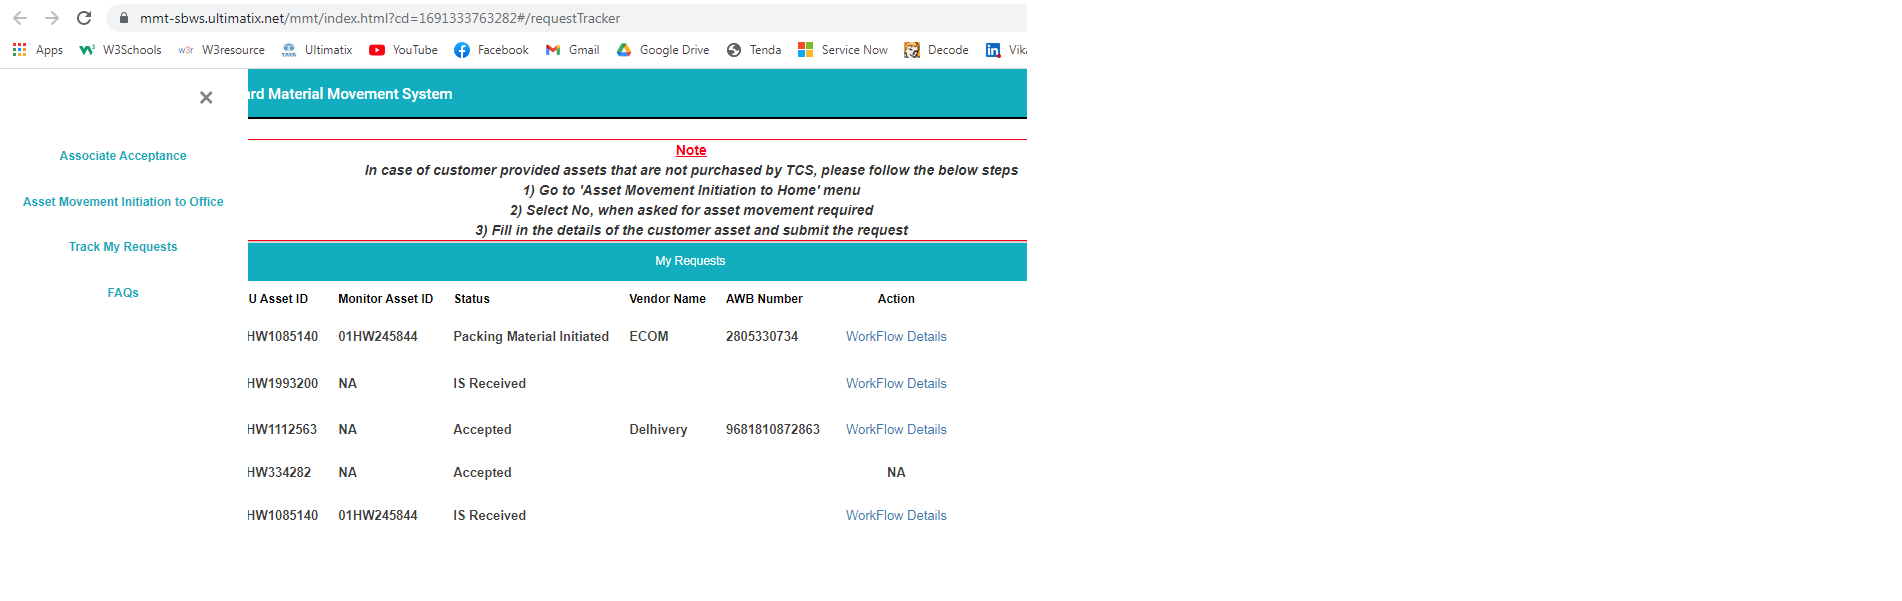 mmt-sbws.ultimatix.net/mmt/index.html?cd=1691333763282#/requestTracker
Apps W3Schools w3r W3resource Ultimatix YouTube Facebook Gmail Google Drive Tenda Service Now Decode Vik
Material Movement System
Associate Acceptance
Asset Movement Initiation to Office
Track My Requests
FAQs
Note
In case of customer provided assets that are not purchased by TCS, please follow the below steps
1) Go to 'Asset Movement Initiation to Home' menu
2) Select No, when asked for asset movement required
3) Fill in the details of the customer asset and submit the request
My Requests
U Asset ID Monitor Asset ID Status Vendor Name AWB Number Action
HW1085140 01HW245844 Packing Material Initiated ECOM 2805330734 WorkFlow Details
HW1993200 NA IS Received WorkFlow Details
HW1112563 NA Accepted Delhivery 9681810872863 WorkFlow Details
HW334282 NA Accepted NA
HW1085140 01HW245844 IS Received WorkFlow Details